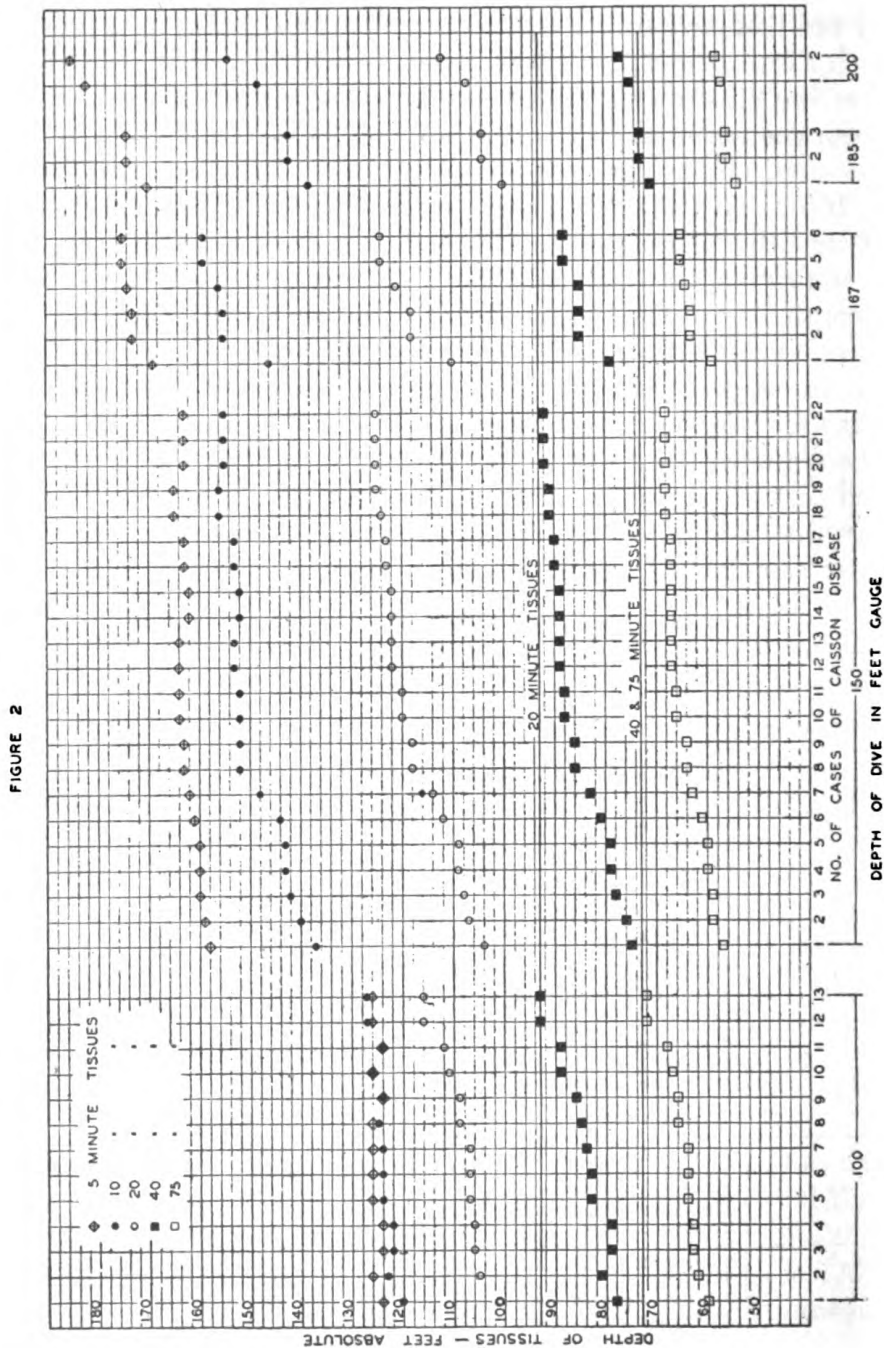 FIGURE 2
5 MINUTE TISSUES
10
20
40
75
DEPTH OF TISSUES — FEET ABSOLUTE
180
170
160
150
140
130
120
110
100
90
80
70
60
50
20 MINUTE TISSUES
40 & 75 MINUTE TISSUES
1 2 3 4 5 6 7 8 9 10 11 12 13
1 2 3 4 5 6 7 8 9 10 11 12 13 14 15 16 17 18 19 20 21 22
1 2 3 4 5 6
1 2 3
1 2
NO. OF CASES OF CAISSON DISEASE
100 150 167 185 200
DEPTH OF DIVE IN FEET GAUGE